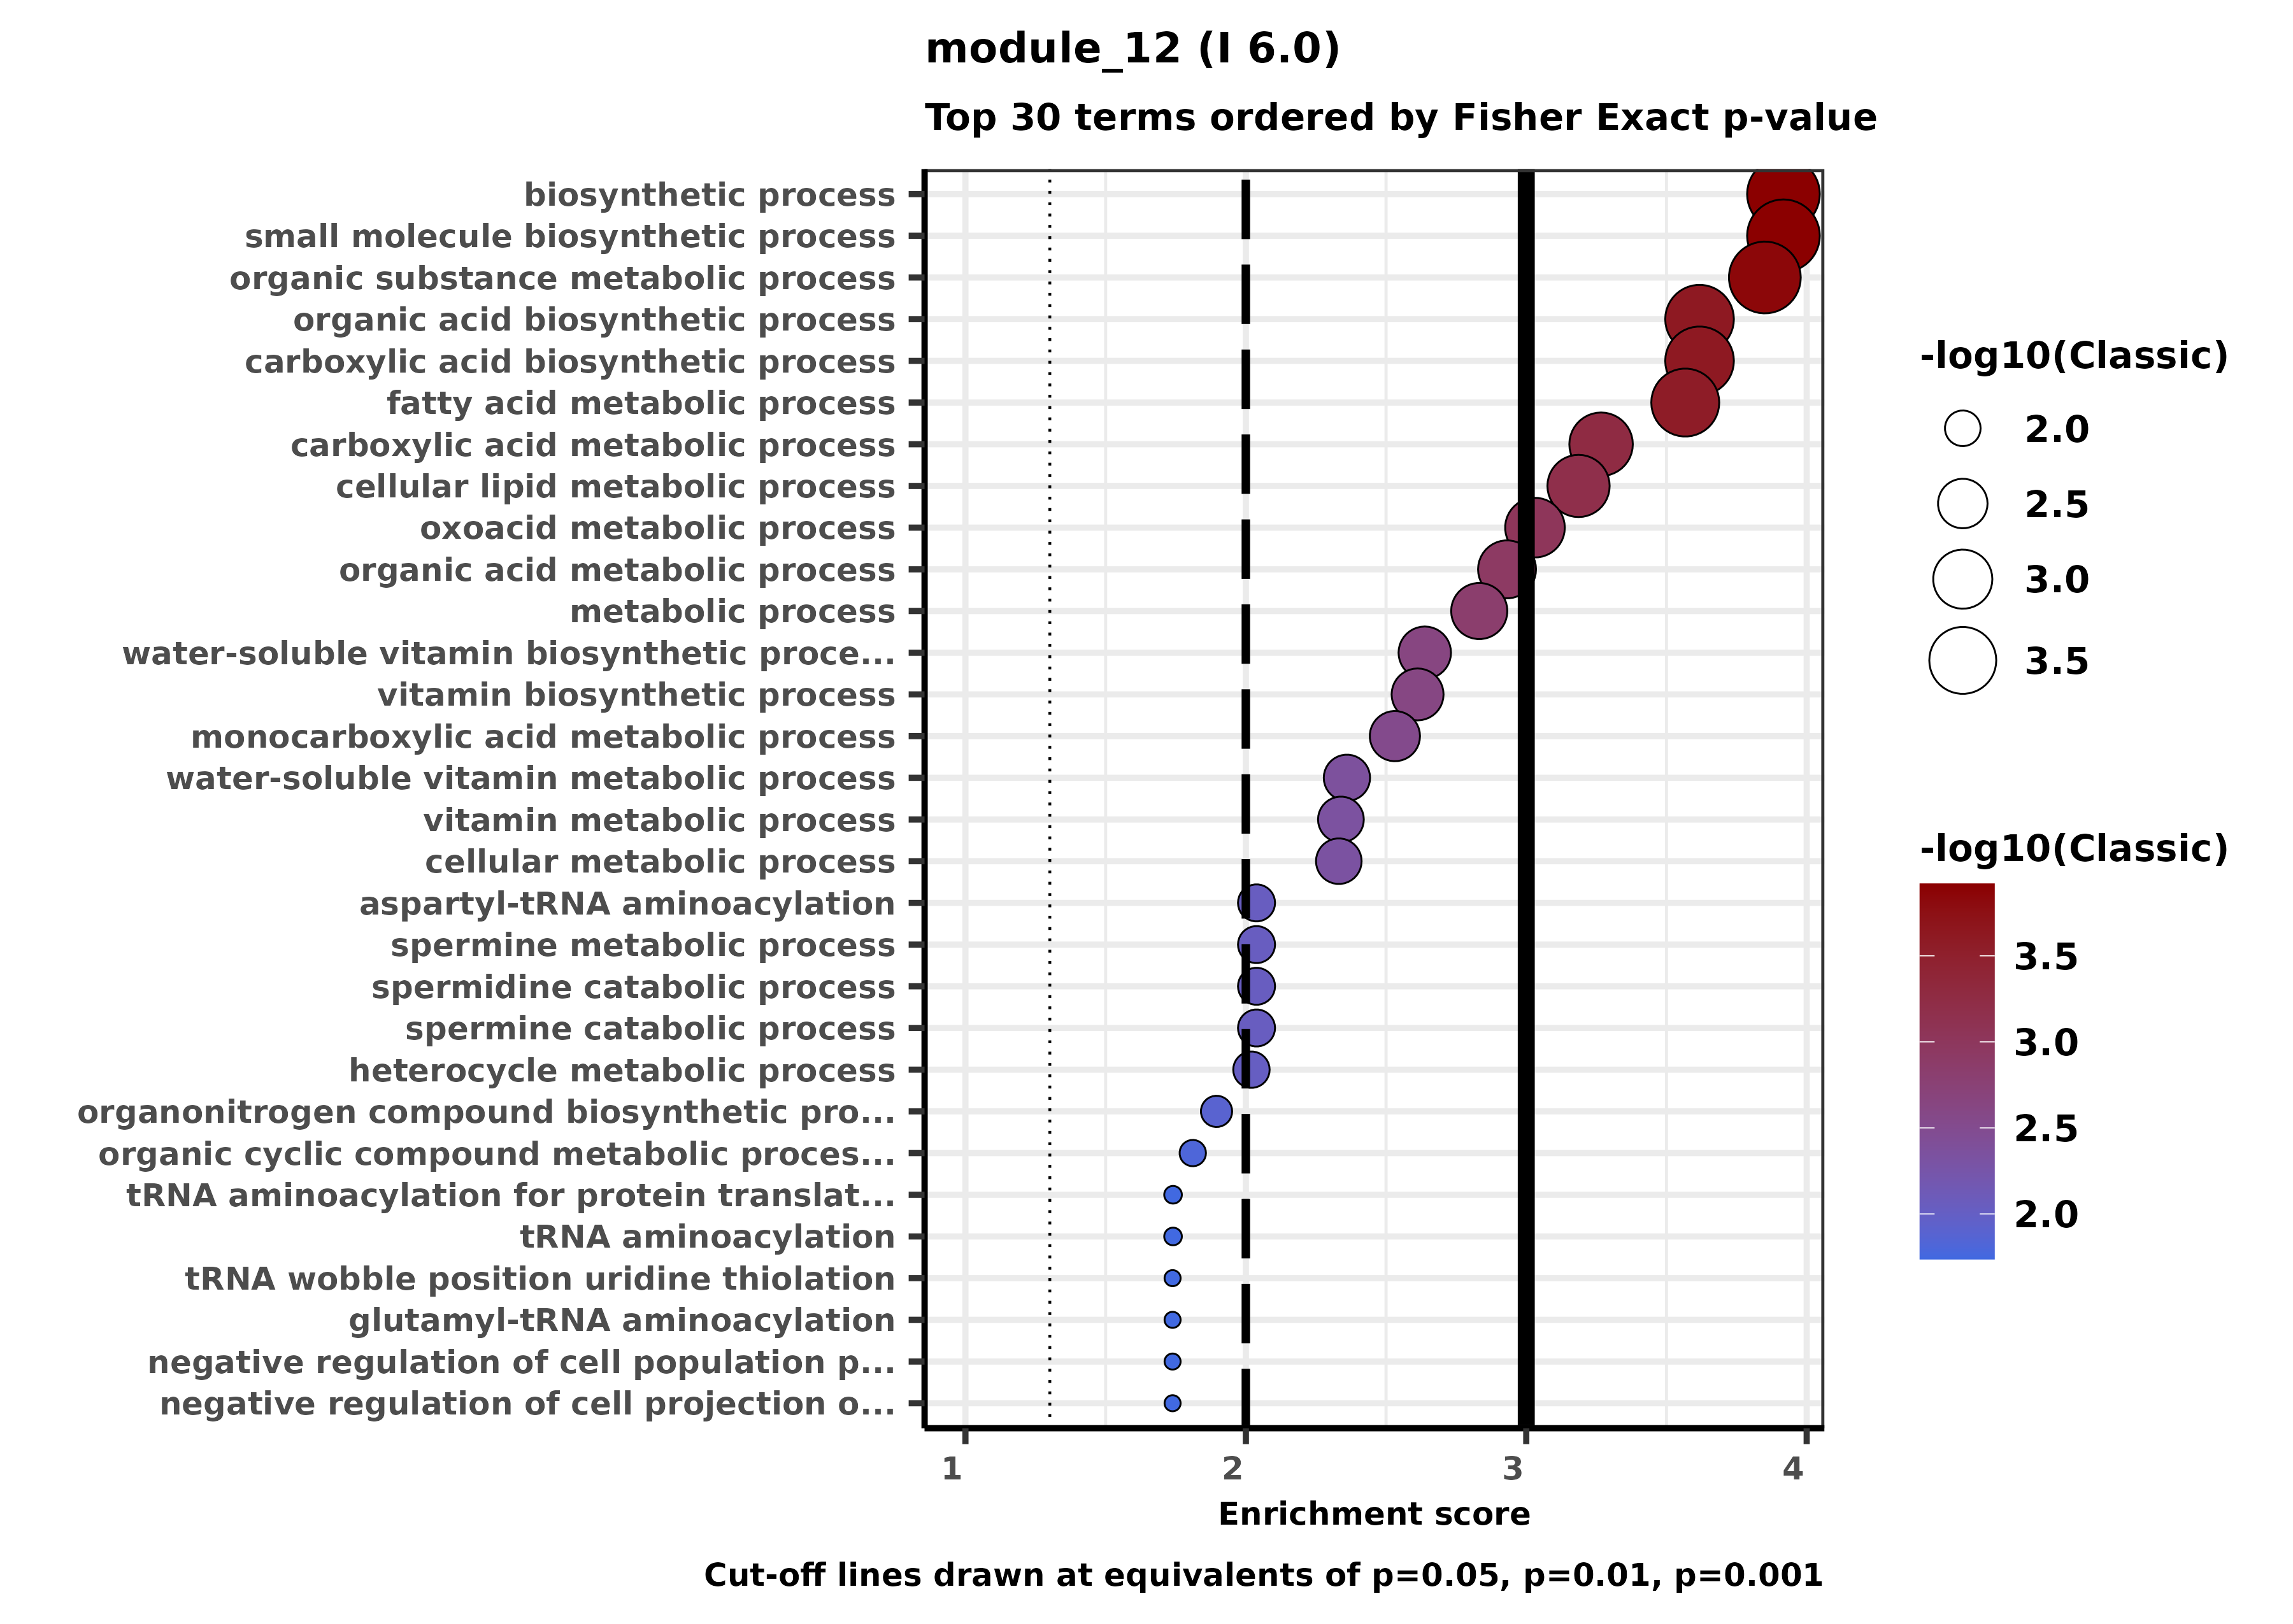 module_12 (I 6.0)
Top 30 terms ordered by Fisher Exact p-value
biosynthetic process
small molecule biosynthetic process
organic substance metabolic process
organic acid biosynthetic process
carboxylic acid biosynthetic process
fatty acid metabolic process
carboxylic acid metabolic process
cellular lipid metabolic process
oxoacid metabolic process
organic acid metabolic process
metabolic process
water-soluble vitamin biosynthetic proce...
vitamin biosynthetic process
monocarboxylic acid metabolic process
water-soluble vitamin metabolic process
vitamin metabolic process
cellular metabolic process
aspartyl-tRNA aminoacylation
spermine metabolic process
spermidine catabolic process
spermine catabolic process
heterocycle metabolic process
organonitrogen compound biosynthetic pro...
organic cyclic compound metabolic proces...
tRNA aminoacylation for protein translat...
tRNA aminoacylation
tRNA wobble position uridine thiolation
glutamyl-tRNA aminoacylation
negative regulation of cell population p...
negative regulation of cell projection o...
1 2 3 4
Enrichment score
Cut-off lines drawn at equivalents of p=0.05, p=0.01, p=0.001
-log10(Classic)
2.0
2.5
3.0
3.5
-log10(Classic)
3.5
3.0
2.5
2.0